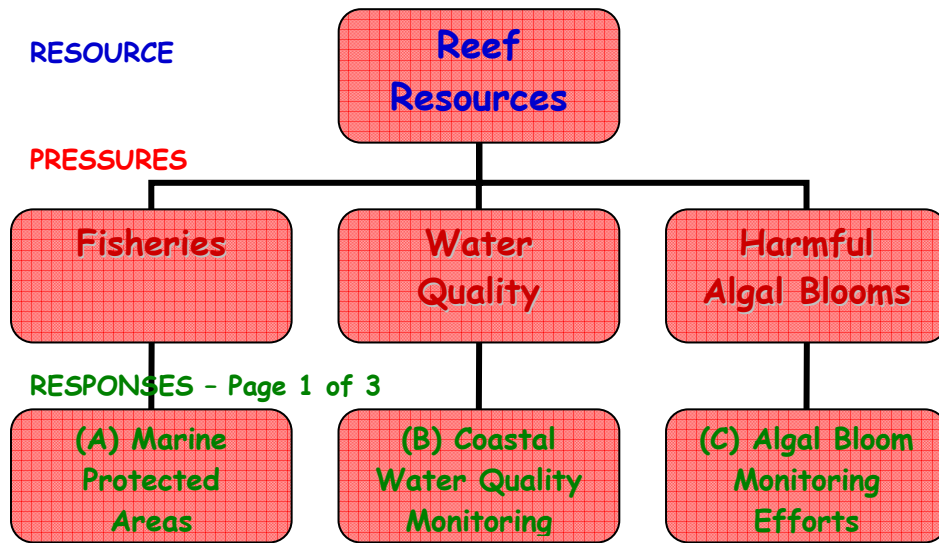 RESOURCE
Reef
Resources
PRESSURES
Fisheries
Water
Quality
Harmful
Algal Blooms
RESPONSES – Page 1 of 3
(A) Marine
Protected
Areas
(B) Coastal
Water Quality
Monitoring
(C) Algal Bloom
Monitoring
Efforts